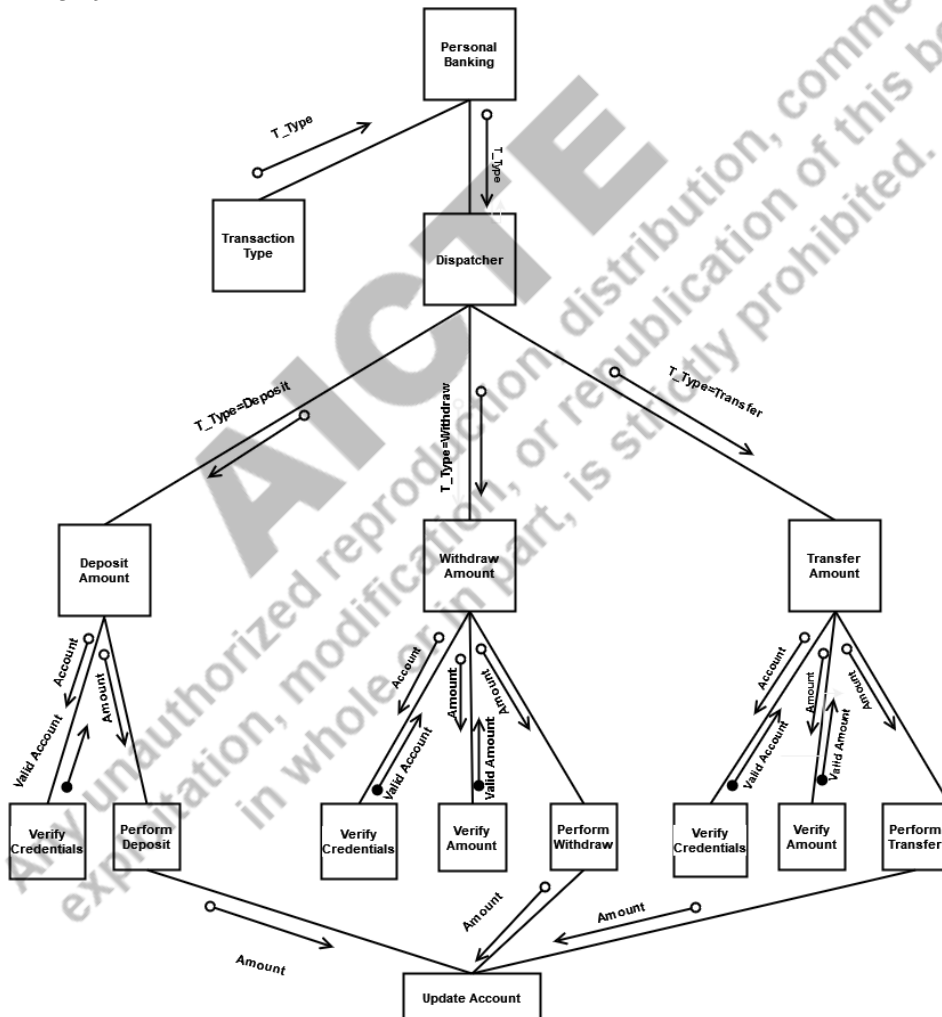 Personal
Banking
T_Type
T_Type
Transaction
Type
Dispatcher
T_Type=Deposit
T_Type=Withdraw
T_Type=Transfer
Deposit
Amount
Withdraw
Amount
Transfer
Amount
Account
Amount
Valid Account
Account
Amount
Amount
Valid Account
Valid Amount
Account
Amount
Amount
Valid Account
Valid Amount
Verify
Credentials
Perform
Deposit
Verify
Credentials
Verify
Amount
Perform
Withdraw
Verify
Credentials
Verify
Amount
Perform
Transfer
Amount
Amount
Amount
Update Account
AICTE
Any unauthorized reproduction, distribution,
exploitation, modification, or republication of this
in whole or in part, is strictly prohibited.